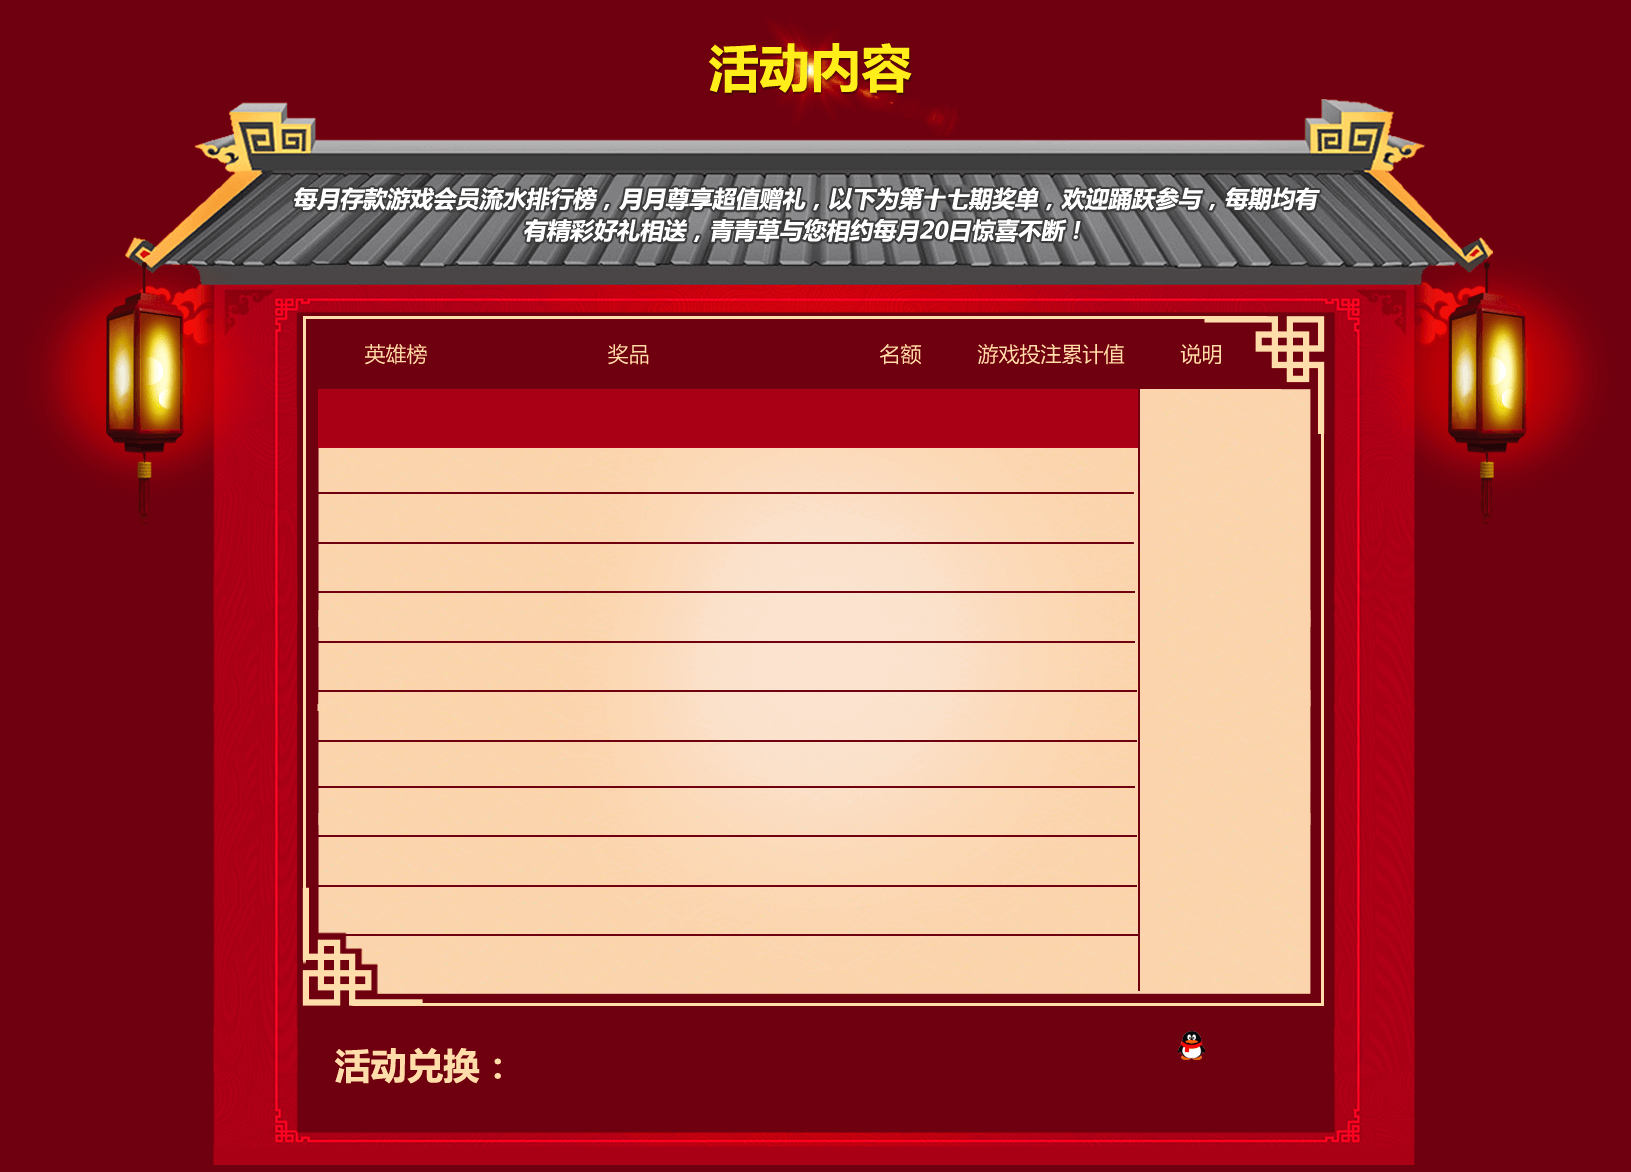 活动内容
每月存款游戏会员流水排行榜，月月尊享超值赠礼，以下为第十七期奖单，欢迎踊跃参与，每期均有
有精彩好礼相送，青青草与您相约每月20日惊喜不断！
英雄榜 奖品 名额 游戏投注累计值 说明
活动兑换：